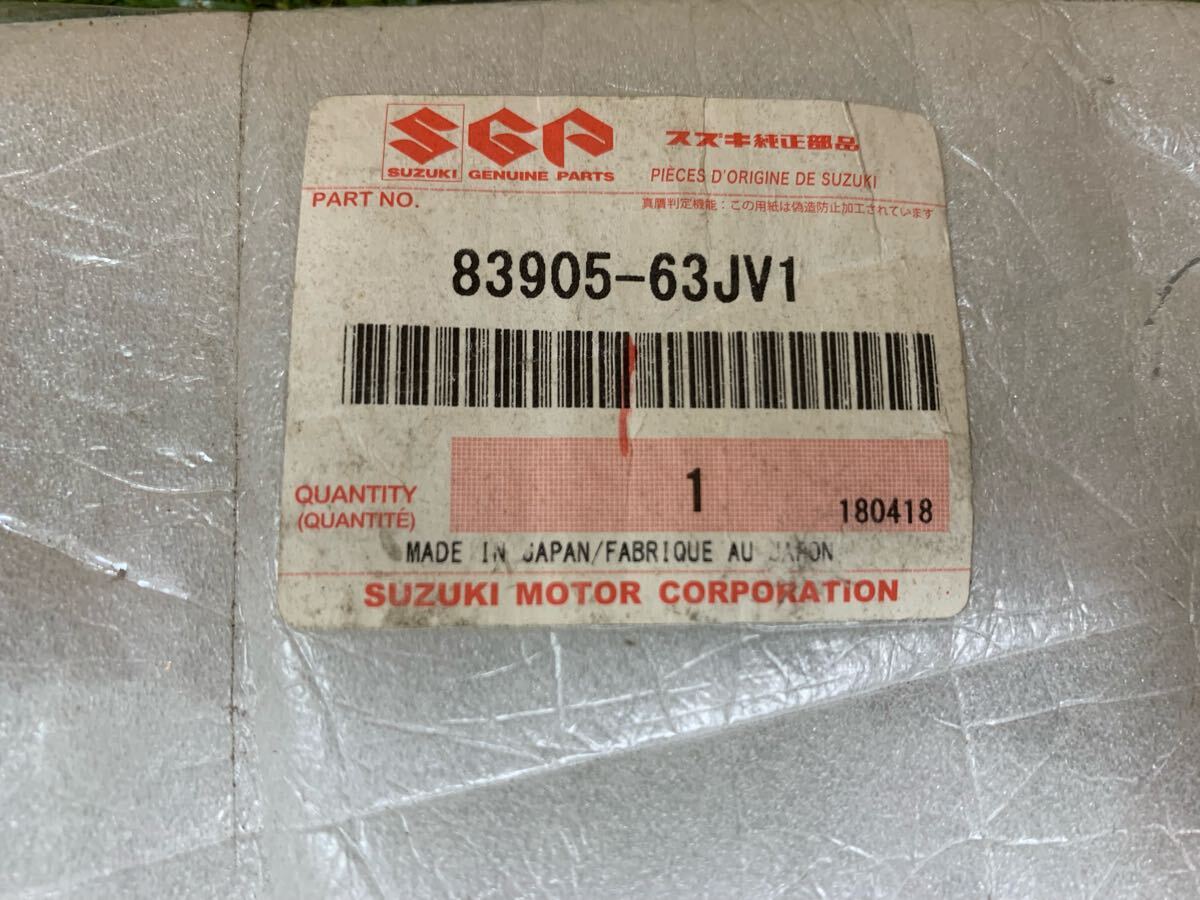 SGP
SUZUKI GENUINE PARTS
スズキ純正部品
PIÈCES D'ORIGINE DE SUZUKI
PART NO.
真贋判定機能：この用紙は偽造防止加工されています
83905-63JV1
QUANTITY
(QUANTITÉ)
1
180418
MADE IN JAPAN/FABRIQUE AU JAPON
SUZUKI MOTOR CORPORATION